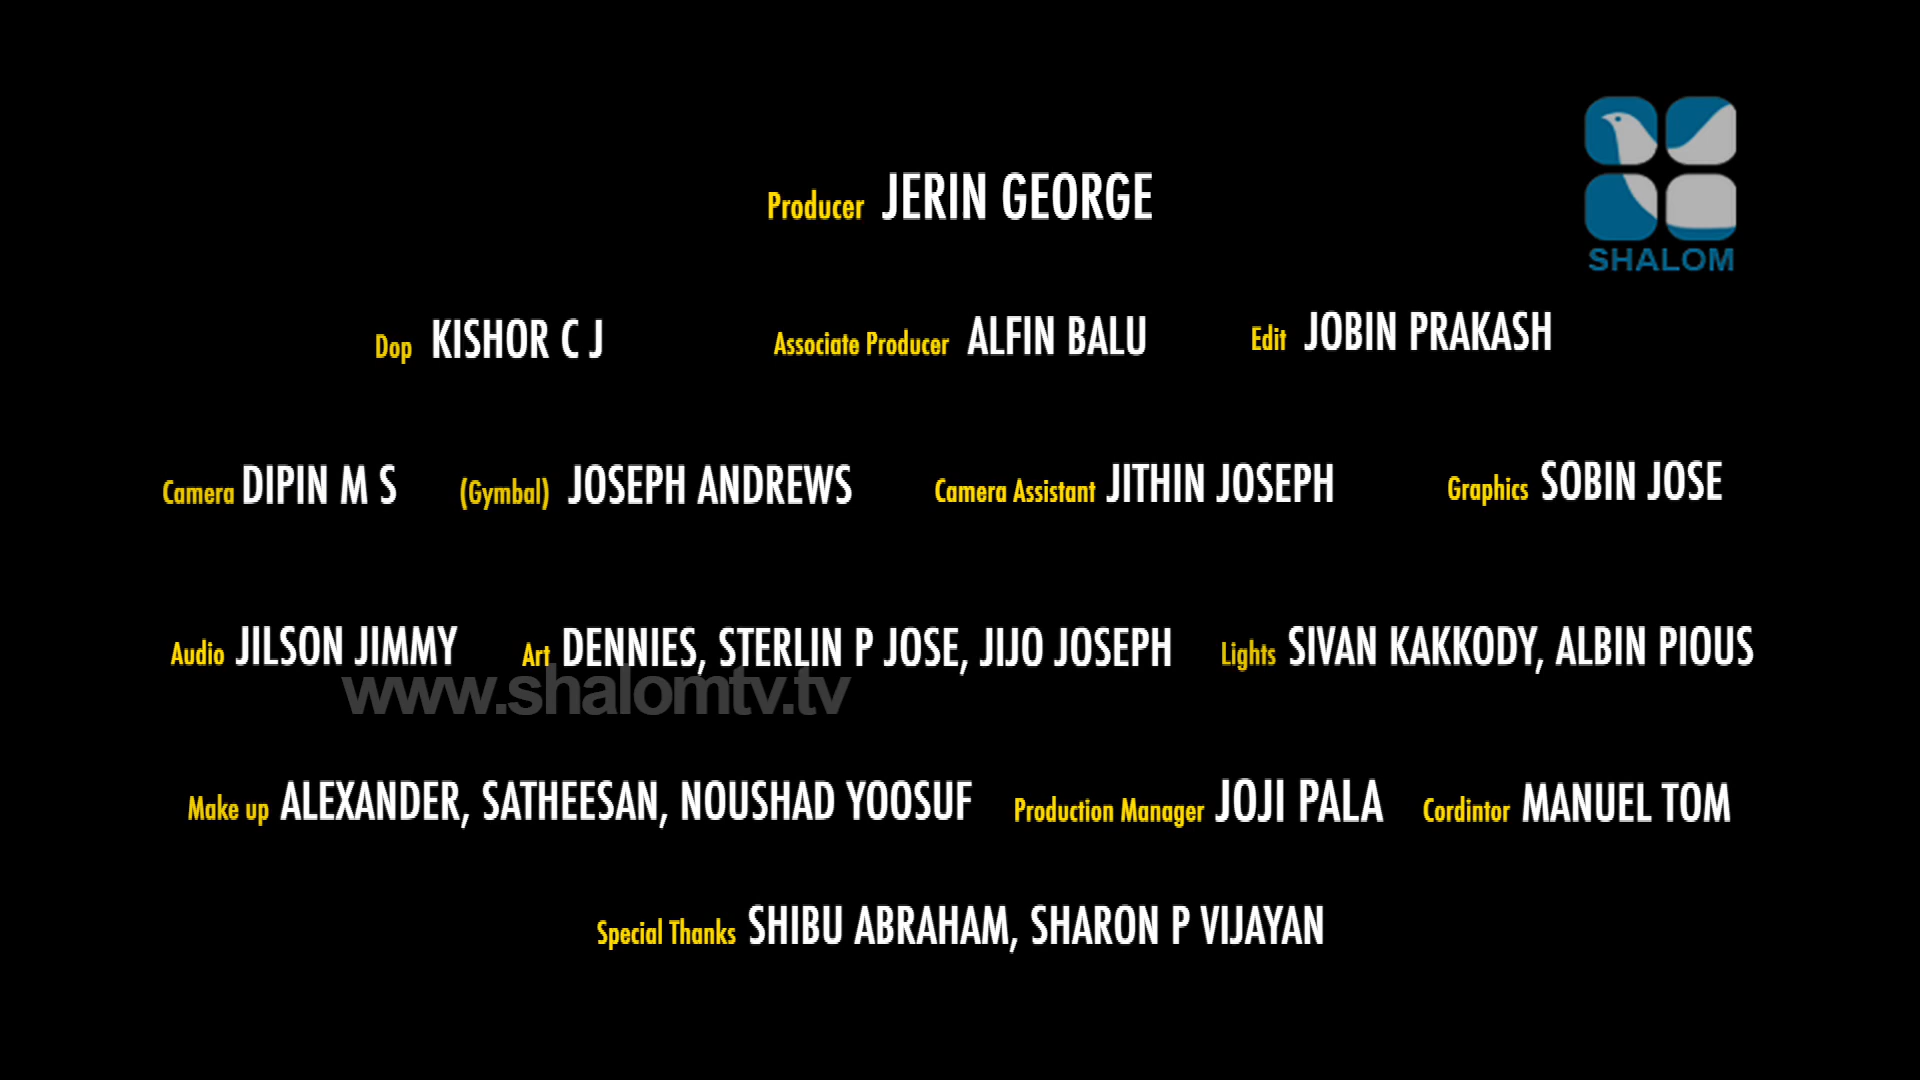 Producer JERIN GEORGE
SHALOM
Dop KISHOR C J Associate Producer ALFIN BALU Edit JOBIN PRAKASH
Camera DIPIN M S (Gymbal) JOSEPH ANDREWS Camera Assistant JITHIN JOSEPH Graphics SOBIN JOSE
Audio JILSON JIMMY Art DENNIES, STERLIN P JOSE, JIJO JOSEPH Lights SIVAN KAKKODY, ALBIN PIOUS
www.shalomtv.tv
Make up ALEXANDER, SATHEESAN, NOUSHAD YOOSUF Production Manager JOJI PALA Cordintor MANUEL TOM
Special Thanks SHIBU ABRAHAM, SHARON P VIJAYAN